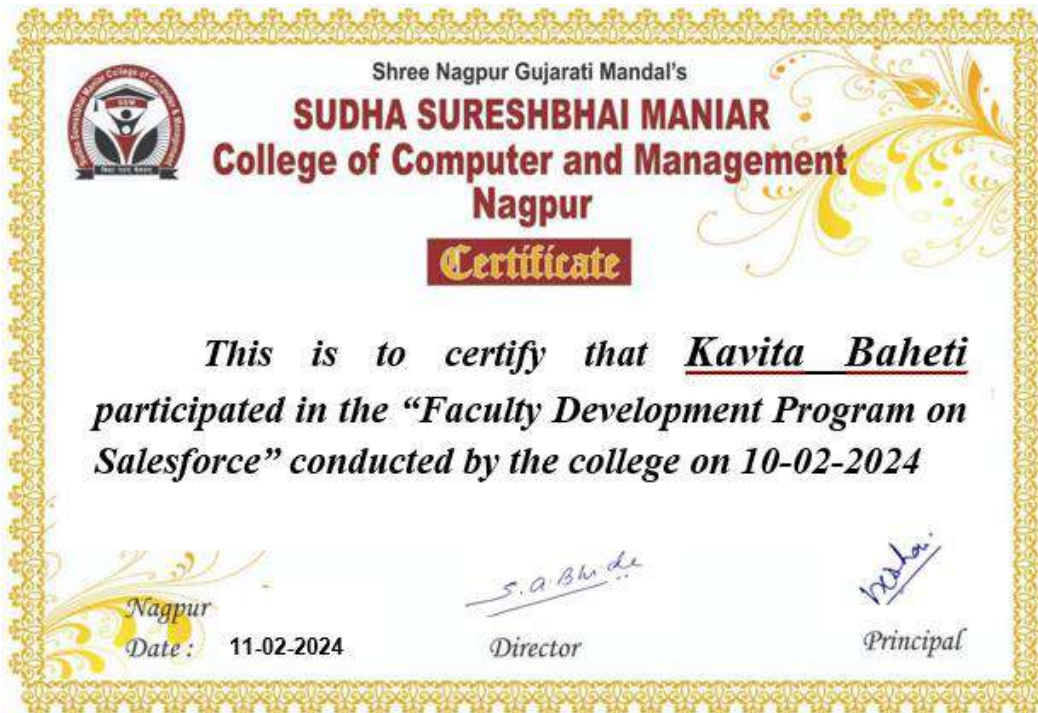 Shree Nagpur Gujarati Mandal's
SUDHA SURESHBHAI MANIAR
College of Computer and Management
Nagpur
Certificate
This is to certify that Kavita Baheti
participated in the “Faculty Development Program on
Salesforce” conducted by the college on 10-02-2024
S.A.Bhide
Nagpur
Date : 11-02-2024
Director
Principal